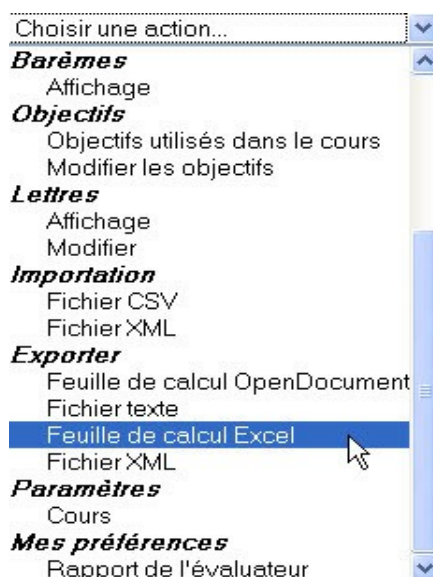 Choisir une action...
Barèmes
Affichage
Objectifs
Objectifs utilisés dans le cours
Modifier les objectifs
Lettres
Affichage
Modifier
Importation
Fichier CSV
Fichier XML
Exporter
Feuille de calcul OpenDocument
Fichier texte
Feuille de calcul Excel
Fichier XML
Paramètres
Cours
Mes préférences
Rapport de l'évaluateur